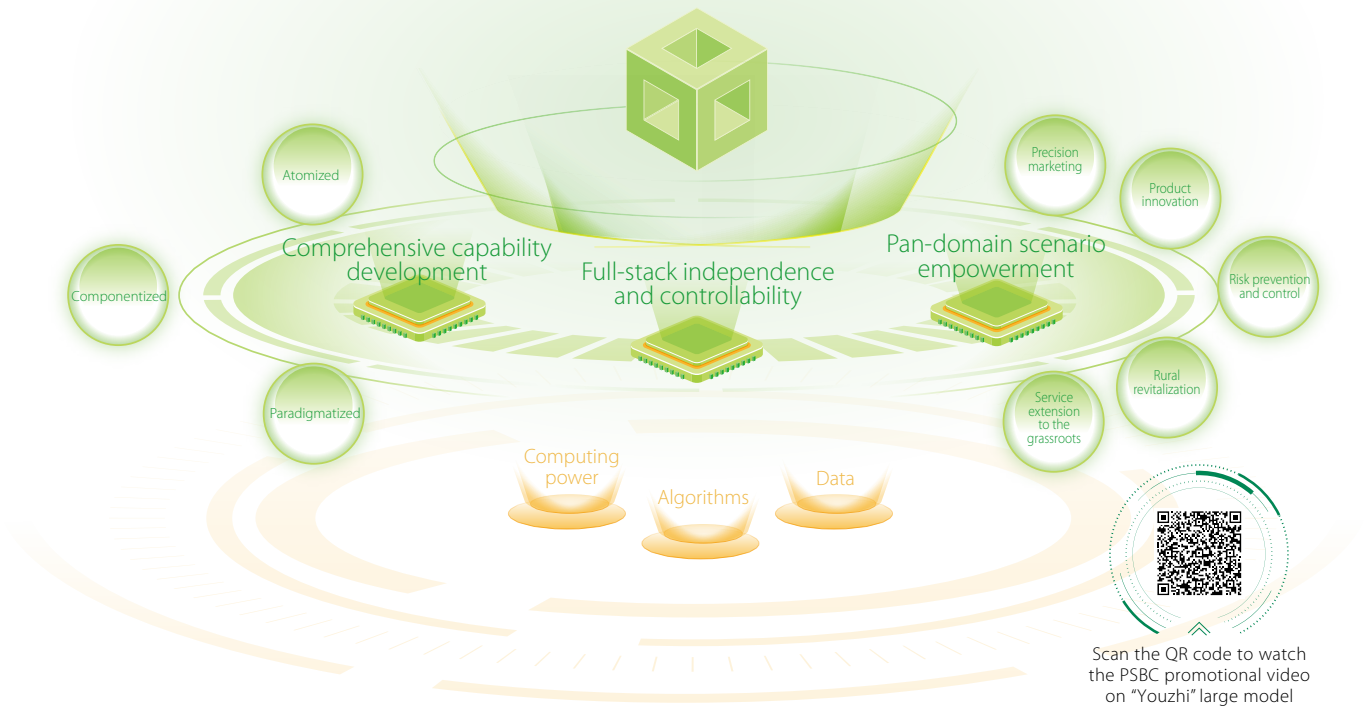 Atomized
Componentized
Paradigmatized
Comprehensive capability
development
Full-stack independence
and controllability
Pan-domain scenario
empowerment
Precision
marketing
Product
innovation
Risk prevention
and control
Rural
revitalization
Service
extension
to the
grassroots
Computing
power
Algorithms
Data
Scan the QR code to watch
the PSBC promotional video
on “Youzhi” large model